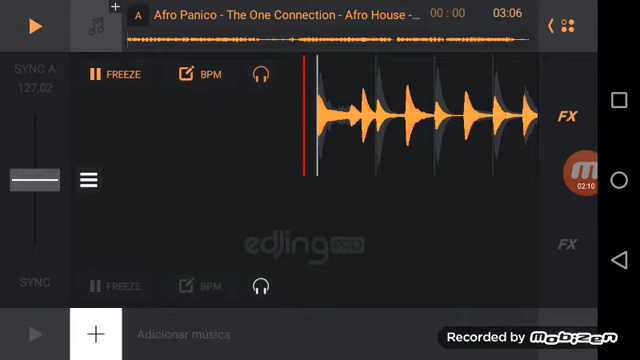 A Afro Panico - The One Connection - Afro House -... 00 : 00 03:06
SYNC A
127,02
FREEZE BPM
FX
02:10
edjing PRO
FX
SYNC
FREEZE BPM
Adicionar música
Recorded by mobizen